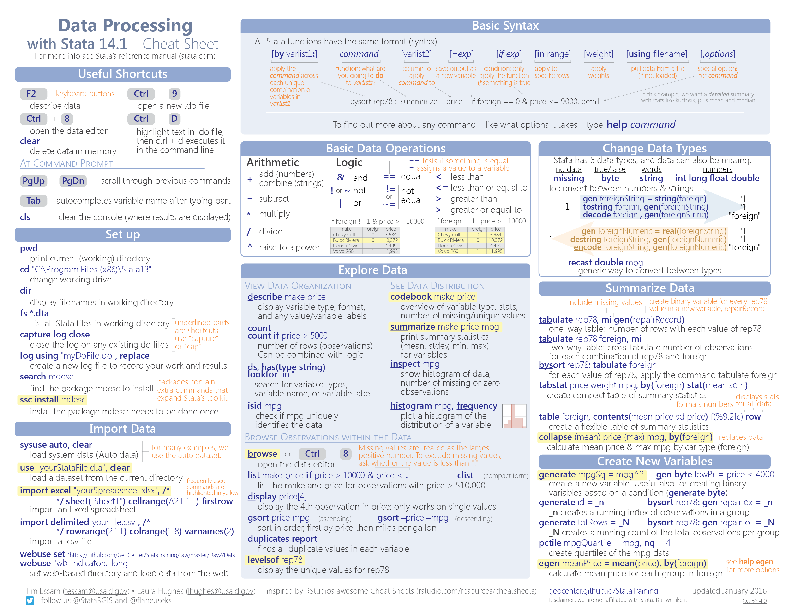 Data Processing
with Stata 14.1 Cheat Sheet
Useful Shortcuts
F2
describe data
Ctrl 9
open a new .do file
Ctrl 8
open the data editor
Ctrl D
highlight text in .do file,
then ctrl + d executes it
in the command line
clear
delete data in memory
AT COMMAND PROMPT
PgUp PgDn scroll through previous commands
Tab autocompletes variable name after typing part
cls clear the console (where results are displayed)
Set up
pwd
print current (working) directory
cd "C:\Program Files (x86)\Stata13"
change working directory
dir
display filenames in working directory
fs *.dta
List all Stata files in working directory
capture log close
close the log on any existing do files
log using "myDoFile.do", replace
create a new log file to record your work and results
search mdesc
find the package mdesc to install
ssc install mdesc
install the package mdesc; needs to be done once
Import Data
sysuse auto, clear
load system data (Auto data)
use "yourStataFile.dta", clear
load a dataset from the current directory
import excel "yourSpreadsheet.xlsx", /*
*/ sheet("Sheet1") cellrange(A2:H11) firstrow
import an Excel spreadsheet
import delimited "yourFile.csv", /*
*/ rowrange(2:11) colrange(1:8) varnames(2)
import a .csv file
webuse "wb_indicators_long"
set web-based directory and load data from the web
Basic Syntax
All Stata functions have the same format (syntax):
[by varlist1:] command [varlist2] [=exp] [if exp] [in range] [weight] [using filename] [,options]
bysort rep78 : summarize price if foreign == 0 & price <= 9000, detail
To find out more about any command – like what options it takes – type help command
Basic Data Operations
Arithmetic
+ add (numbers)
combine (strings)
− subtract
* multiply
/ divide
^ raise to a power
Logic
& and
! or ~ not
| or
== equal
!= not
~= equal
< less than
<= less than or equal to
> greater than
>= greater or equal to
Explore Data
VIEW DATA ORGANIZATION
describe make price
display variable type, format,
and any value/variable labels
count
count if price > 5000
number of rows (observations)
Can be combined with logic
ds, has(type string)
lookfor "in."
search for variable types,
variable name, or variable label
isid mpg
check if mpg uniquely
identifies the data
SEE DATA DISTRIBUTION
codebook make price
overview of variable type, stats,
number of missing/unique values
summarize make price mpg
print summary statistics
(mean, stdev, min, max)
for variables
inspect mpg
show histogram of data,
number of missing or zero
observations
histogram mpg, frequency
plot a histogram of the
distribution of a variable
BROWSE OBSERVATIONS WITHIN THE DATA
browse or Ctrl 8
open the data editor
list make price if price > 10000 & price < .
clist
list the make and price for observations with price > $10,000
display price[4]
display the 4th observation in price; only works on single values
gsort price mpg (ascending) gsort –price –mpg (descending)
sort in order, first by price then miles per gallon
duplicates report
finds all duplicate values in each variable
levelsof rep78
display the unique values for rep78
Change Data Types
Stata has 6 data types, and data can also be missing:
no data true/false words numbers
missing byte string int long float double
To convert between numbers & strings:
gen foreignString = string(foreign) "1"
1 tostring foreign, gen(foreignString) "1"
decode foreign , gen(foreignString) "foreign"
gen foreignNumeric = real(foreignString) "1"
1 destring foreignString, gen(foreignNumeric) "1"
encode foreignString, gen(foreignNumeric) "foreign"
recast double mpg
generic way to convert between types
Summarize Data
include missing values
create binary variable for every rep78
value in a new variable, repairRecord
tabulate rep78, mi gen(repairRecord)
one-way table: number of rows with each value of rep78
tabulate rep78 foreign, mi
two-way table: cross-tabulate number of observations
for each combination of rep78 and foreign
bysort rep78: tabulate foreign
for each value of rep78, apply the command tabulate foreign
tabstat price weight mpg, by(foreign) stat(mean sd n)
create compact table of summary statistics
table foreign, contents(mean price sd price) f(%9.2fc) row
create a flexible table of summary statistics
collapse (mean) price (max) mpg, by(foreign)
replaces data
calculate mean price & max mpg by car type (foreign)
Create New Variables
generate mpgSq = mpg^2 gen byte lowPr = price < 4000
create a new variable. Useful also for creating binary
variables based on a condition (generate byte)
generate id = _n bysort rep78: gen repairIdx = _n
_n creates a running index of observations in a group
generate totRows = _N bysort rep78: gen repairTot = _N
_N creates a running count of the total observations per group
pctile mpgQuartile = mpg, nq = 4
create quartiles of the mpg data
egen meanPrice = mean(price), by(foreign)
see help egen
for more options
calculate mean price for each group in foreign
Tim Essam (tessam@usaid.gov) • Laura Hughes (lhughes@usaid.gov)
follow us @StataRGIS and @flaneuseks
inspired by RStudio's awesome Cheat Sheets (rstudio.com/resources/cheatsheets)
geocenter.github.io/StataTraining
updated January 2016